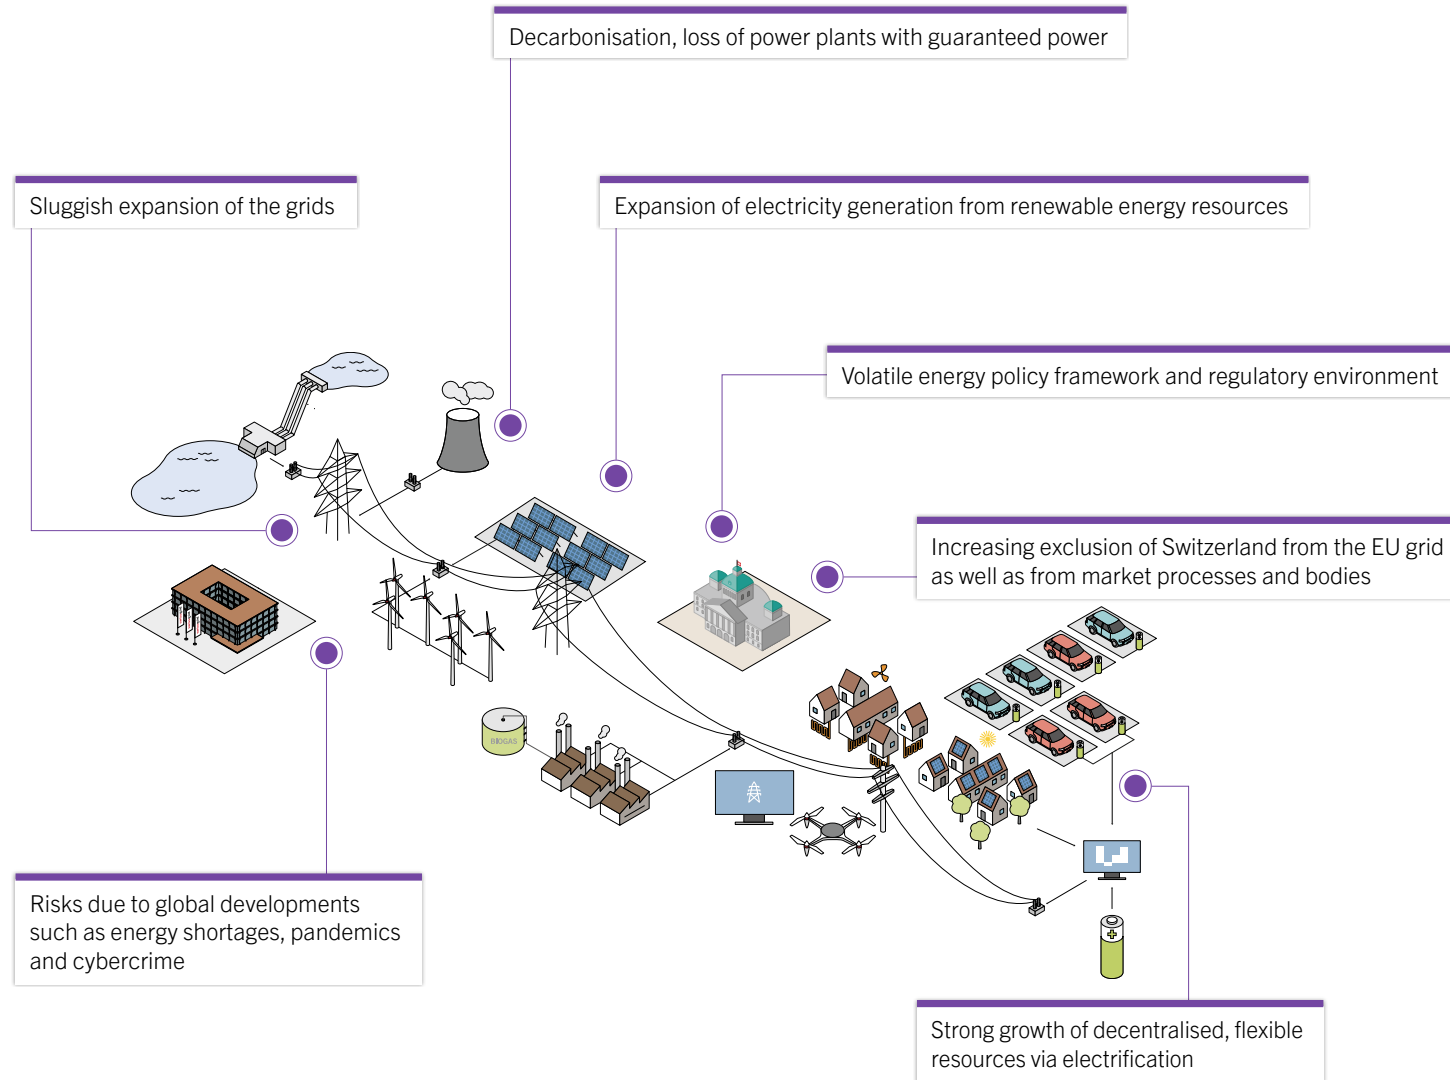 Decarbonisation, loss of power plants with guaranteed power
Sluggish expansion of the grids
Expansion of electricity generation from renewable energy resources
Volatile energy policy framework and regulatory environment
Increasing exclusion of Switzerland from the EU grid
as well as from market processes and bodies
BIOGAS
Risks due to global developments
such as energy shortages, pandemics
and cybercrime
Strong growth of decentralised, flexible
resources via electrification